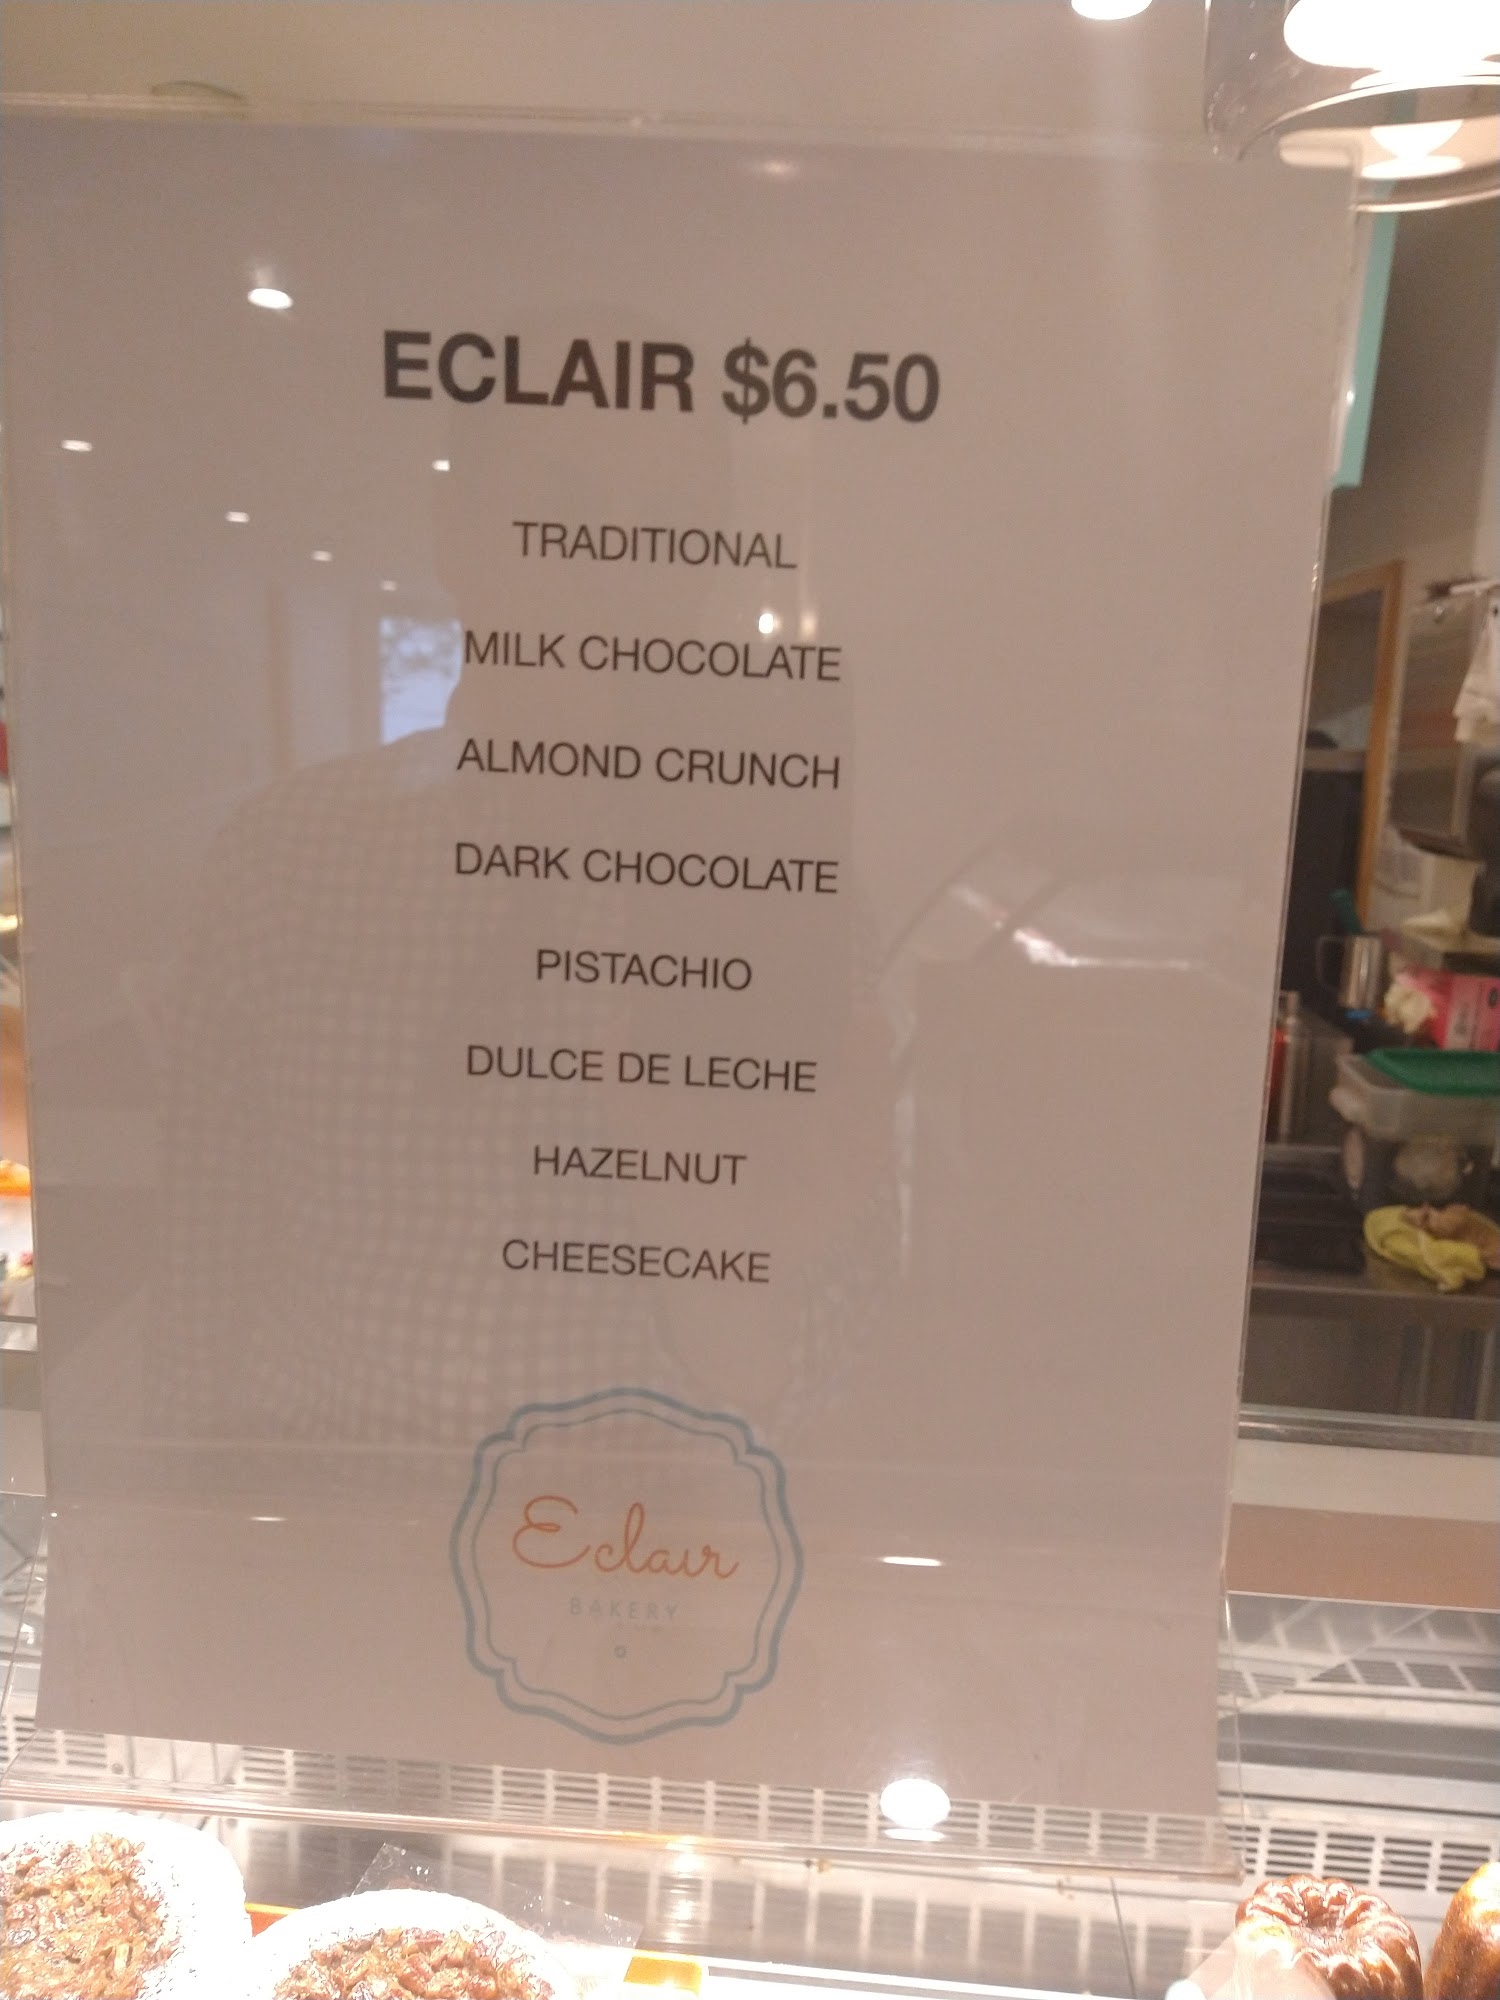 ECLAIR $6.50
TRADITIONAL
MILK CHOCOLATE
ALMOND CRUNCH
DARK CHOCOLATE
PISTACHIO
DULCE DE LECHE
HAZELNUT
CHEESECAKE
Eclair
BAKERY